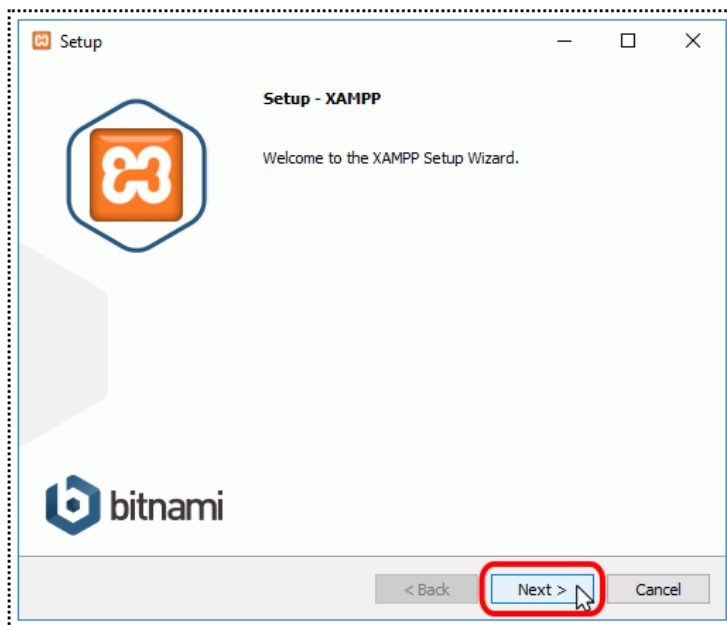 Setup
Setup - XAMPP
Welcome to the XAMPP Setup Wizard.
bitnami
< Back Next > Cancel